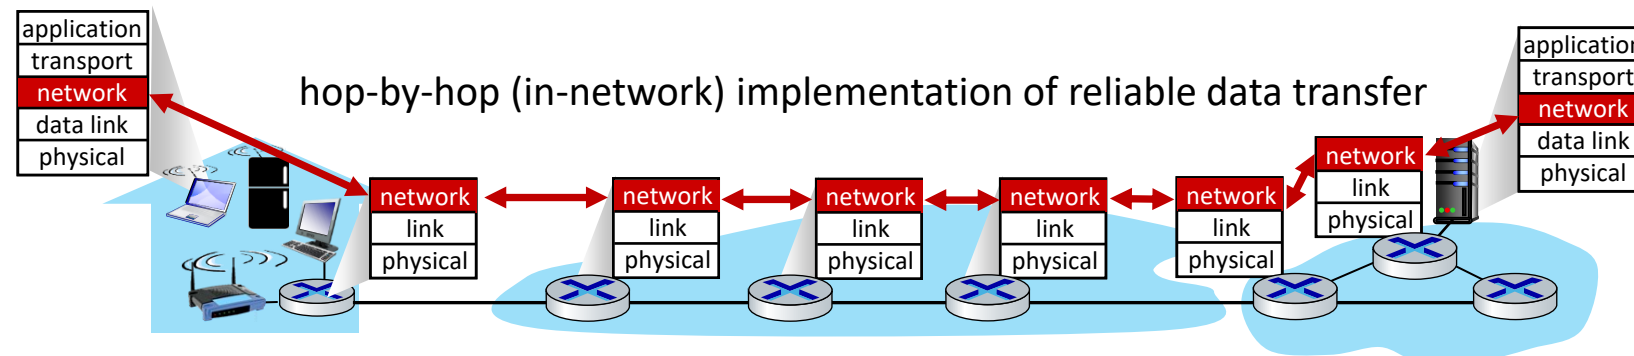 application
transport
network
data link
physical
hop-by-hop (in-network) implementation of reliable data transfer
network
link
physical
network
link
physical
network
link
physical
network
link
physical
network
link
physical
network
link
physical
application
transport
network
data link
physical